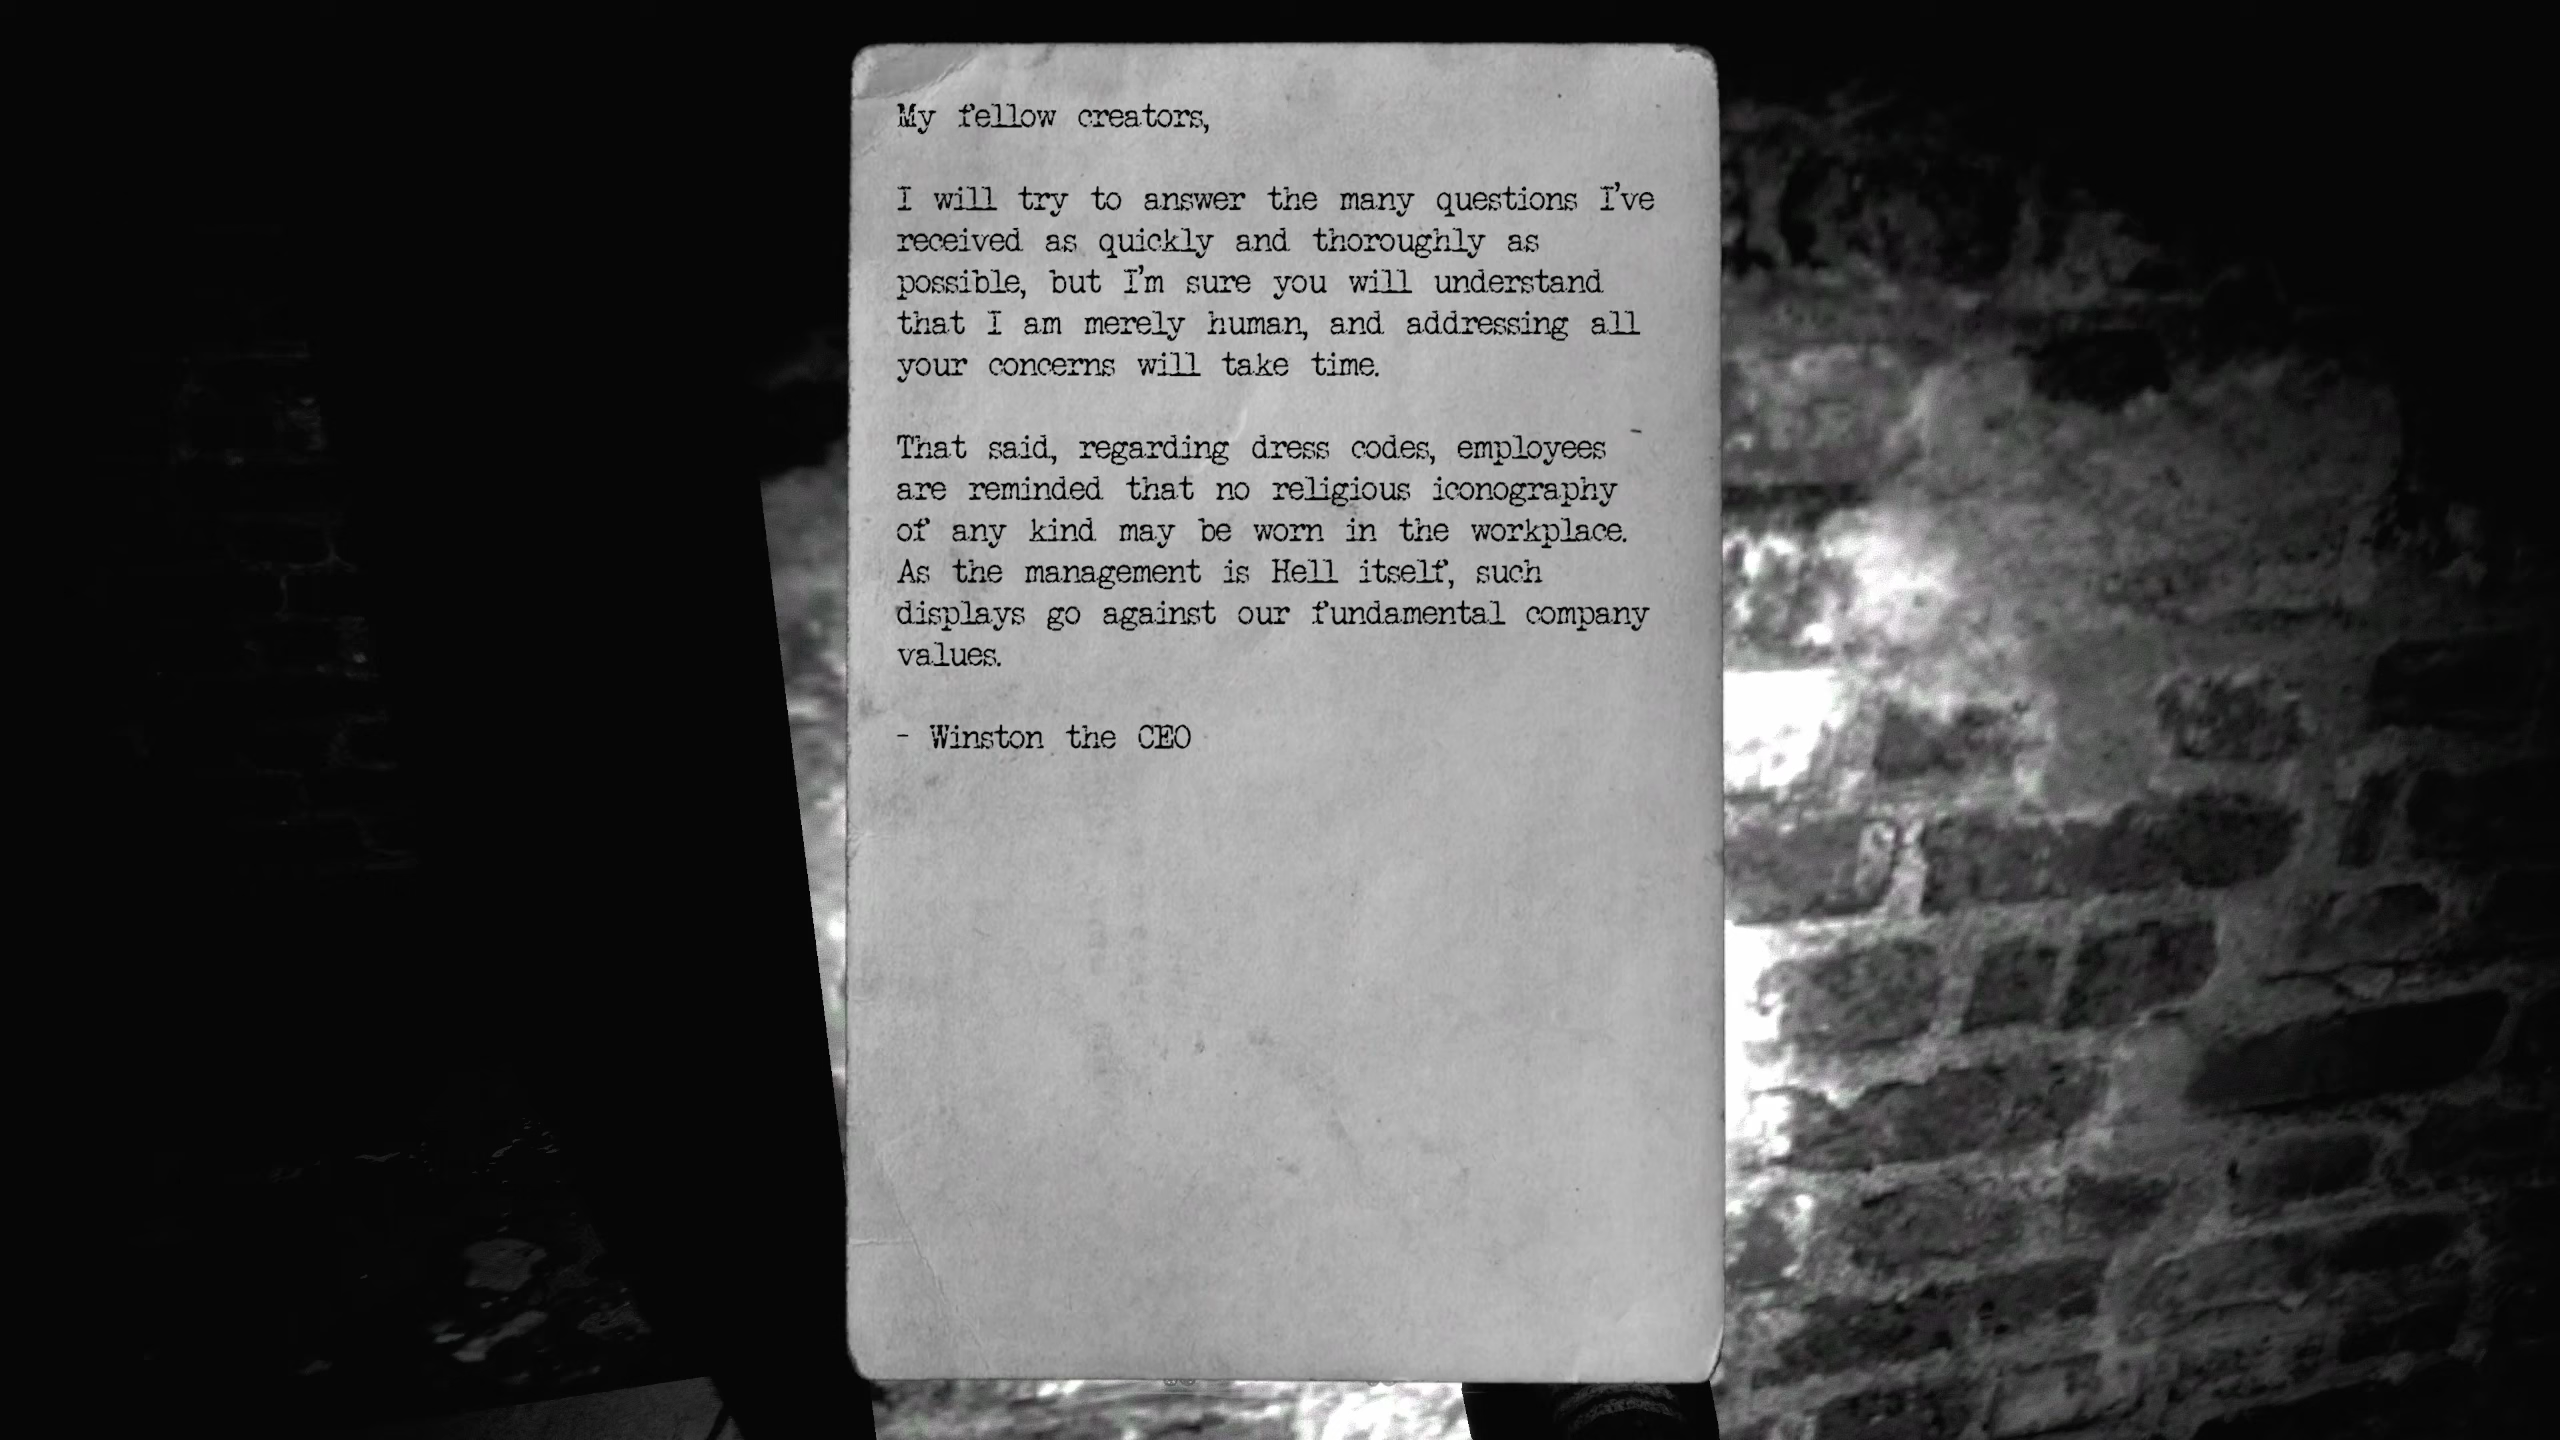 My fellow creators,
I will try to answer the many questions I've
received as quickly and thoroughly as
possible, but I'm sure you will understand
that I am merely human, and addressing all
your concerns will take time.
That said, regarding dress codes, employees
are reminded that no religious iconography
of any kind may be worn in the workplace.
As the management is Hell itself, such
displays go against our fundamental company
values.
- Winston the CEO